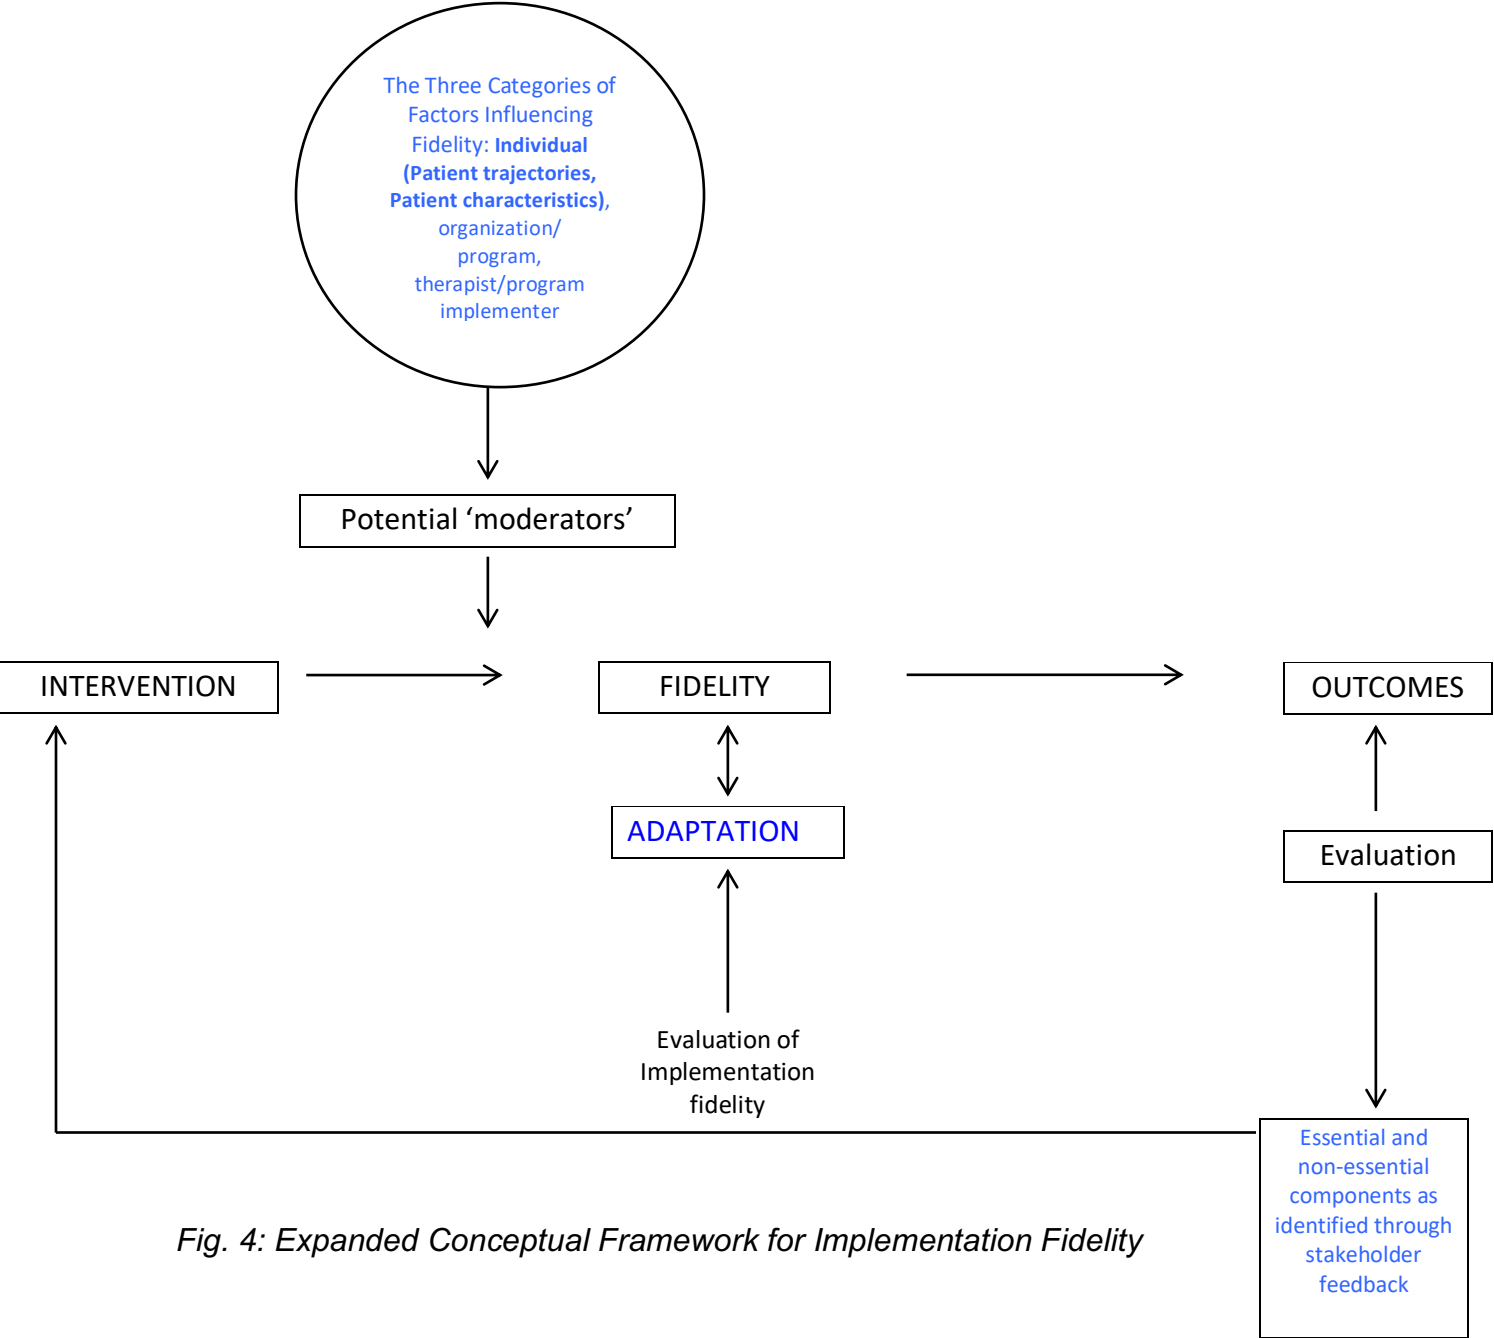 The Three Categories of
Factors Influencing
Fidelity: Individual
(Patient trajectories,
Patient characteristics),
organization/
program,
therapist/program
implementer
Potential ‘moderators’
INTERVENTION
FIDELITY
OUTCOMES
ADAPTATION
Evaluation
Evaluation of
Implementation
fidelity
Essential and
non-essential
components as
identified through
stakeholder
feedback
Fig. 4: Expanded Conceptual Framework for Implementation Fidelity